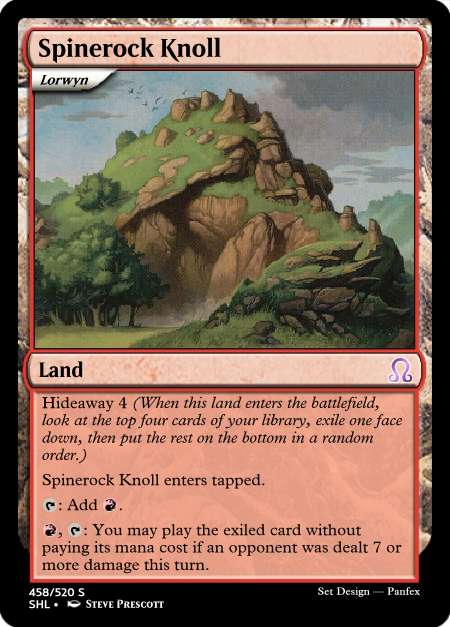 Spinerock Knoll
Lorwyn
Land
Hideaway 4 (When this land enters the battlefield,
look at the top four cards of your library, exile one face
down, then put the rest on the bottom in a random
order.)
Spinerock Knoll enters tapped.
: Add .
, : You may play the exiled card without
paying its mana cost if an opponent was dealt 7 or
more damage this turn.
458/520 S
Set Design — Panfex
SHL • Steve Prescott